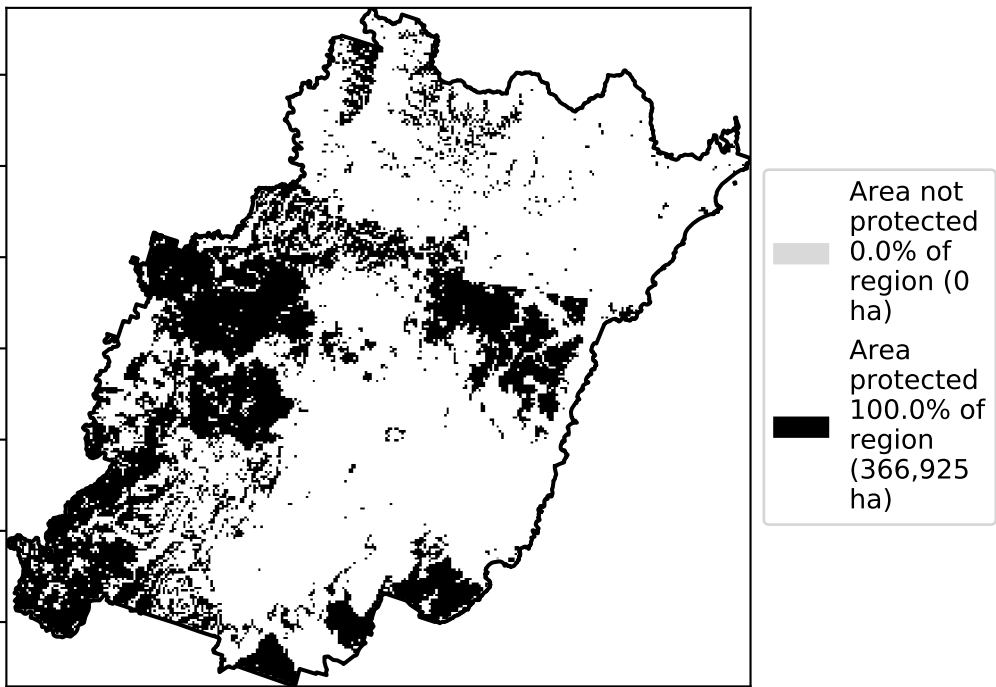 Area not
protected
0.0% of
region (0
ha)
Area
protected
100.0% of
region
(366,925
ha)